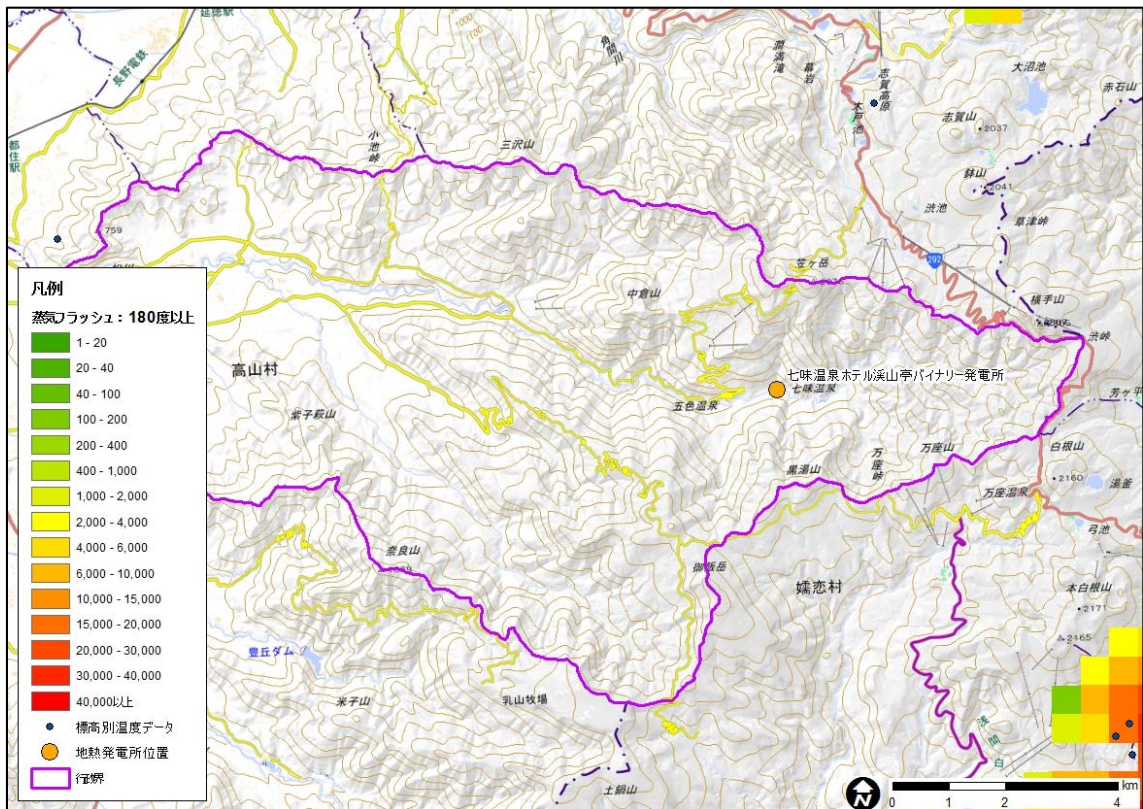 延徳駅
長野電鉄
都住駅
759
小池峠
三沢山
角間川
澗満滝
幕岩
志賀高原
木戸池
大沼池
赤石山
志賀山
2037
鉢山
2041
草津峠
渋池
292
笠ヶ岳
横手山
渋峠
中倉山
七味温泉ホテル渓山亭バイナリー発電所
七味温泉
五色温泉
芳ヶ平
高山村
紫子萩山
万座山
白根山
黒湯山
万座峠
2160
湯釜
万座温泉
弓池
奈良山
御飯岳
嬬恋村
本白根山
2171
2165
豊丘ダム
米子山
乳山牧場
土鍋山
浅間白
凡例
蒸気フラッシュ：180度以上
1 - 20
20 - 40
40 - 100
100 - 200
200 - 400
400 - 1,000
1,000 - 2,000
2,000 - 4,000
4,000 - 6,000
6,000 - 10,000
10,000 - 15,000
15,000 - 20,000
20,000 - 30,000
30,000 - 40,000
40,000以上
標高別温度データ
地熱発電所位置
行政界
km
0 1 2 4